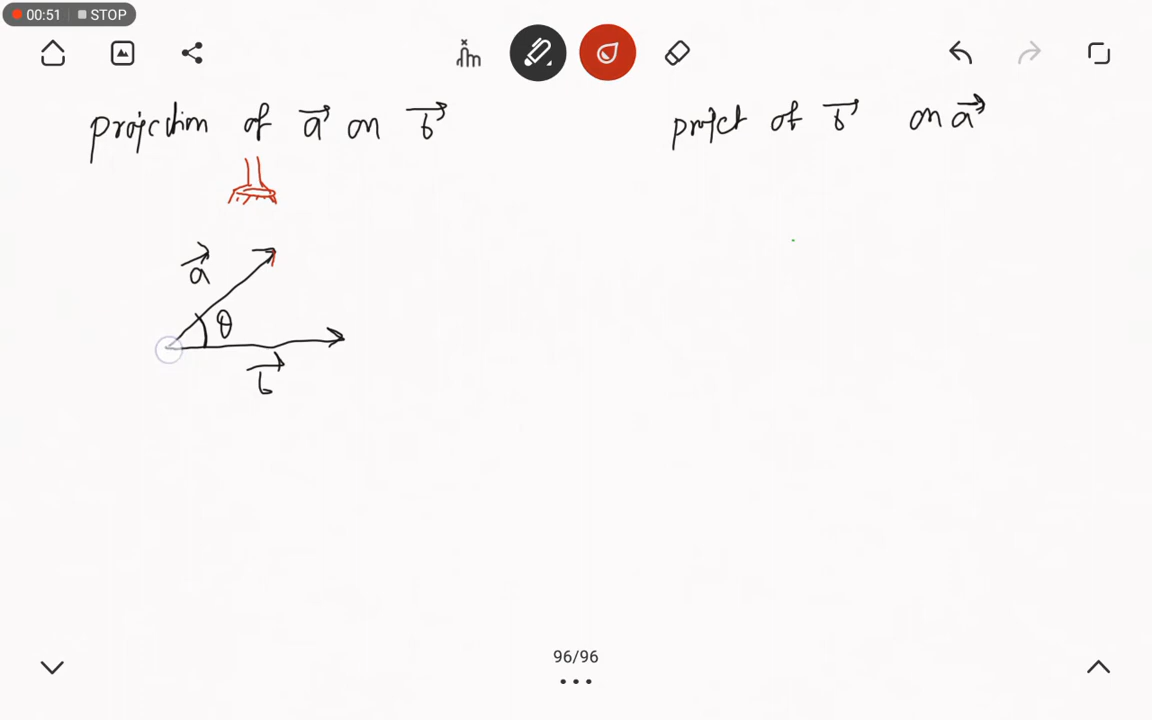 00:51 STOP
projection of a⃗ on b⃗
project of b⃗ on a⃗
a⃗
θ
b⃗
96/96